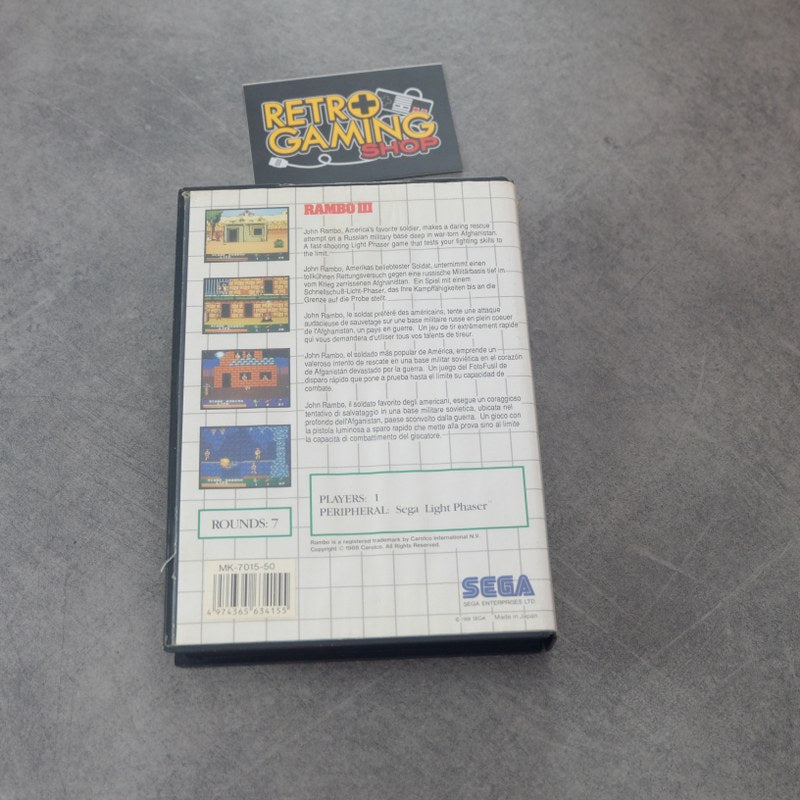 RETRO
GAMING
SHOP
RAMBO III
John Rambo, America's favorite soldier, makes a daring rescue
attempt on a Russian military base deep in war-torn Afghanistan.
A fast-shooting Light Phaser game that tests your fighting skills to
the limit.
John Rambo, Amerikas beliebtester Soldat, unternimmt einen
tollkühnen Rettungsversuch gegen eine russische Militärbasis tief im
vom Krieg zerrissenen Afghanistan. Ein Spiel mit einem
Schnellschuß-Licht-Phaser, das Ihre Kampffähigkeiten bis an die
Grenze auf die Probe stellt.
John Rambo, le soldat préféré des américains, tente une attaque
audacieuse de sauvetage sur une base militaire russe en plein coeuer
de l'Afghanistan, un pays en guerre. Un jeu de tir extrêmement rapide
qui vous demandera d'utiliser tous vos talents de tireur.
John Rambo, el soldado más popular de América, emprende un
valeroso intento de rescate en una base militar soviética en el corazón
de Afganistán devastado por la guerra. Un juego del FotoFusil de
disparo rápido que pone a prueba hasta el límite su capacidad de
combate.
John Rambo, il soldato favorito degli americani, esegue un coraggioso
tentativo di salvataggio in una base militare sovietica, ubicata nel
profondo dell'Afganistan, paese sconvolto dalla guerra. Un gioco con
la pistola luminosa a sparo rapido che mette alla prova sino al limite
la capacità di combattimento del giocatore.
PLAYERS: 1
PERIPHERAL: Sega Light Phaser™
ROUNDS: 7
Rambo is a registered trademark by Carolco International N.V.
Copyright © 1988 Carolco. All Rights Reserved.
MK-7015-50
4 974365 634155
SEGA
SEGA ENTERPRISES LTD.
© 1988 SEGA Made in Japan